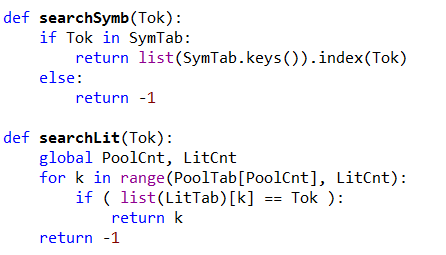 def searchSymb(Tok):
    if Tok in SymTab:
        return list(SymTab.keys()).index(Tok)
    else:
        return -1

def searchLit(Tok):
    global PoolCnt, LitCnt
    for k in range(PoolTab[PoolCnt], LitCnt):
        if ( list(LitTab)[k] == Tok ):
            return k
    return -1